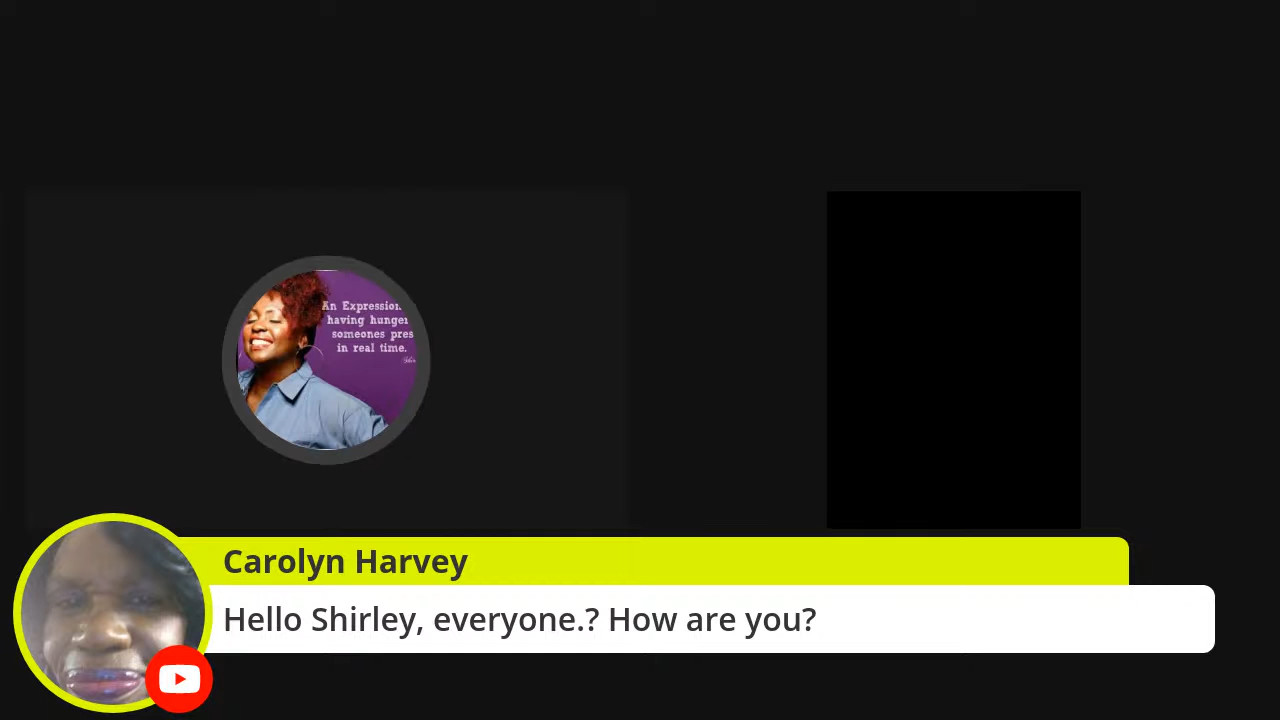 An Expression
having hunger
someones pres
in real time.
Carolyn Harvey
Hello Shirley, everyone.? How are you?